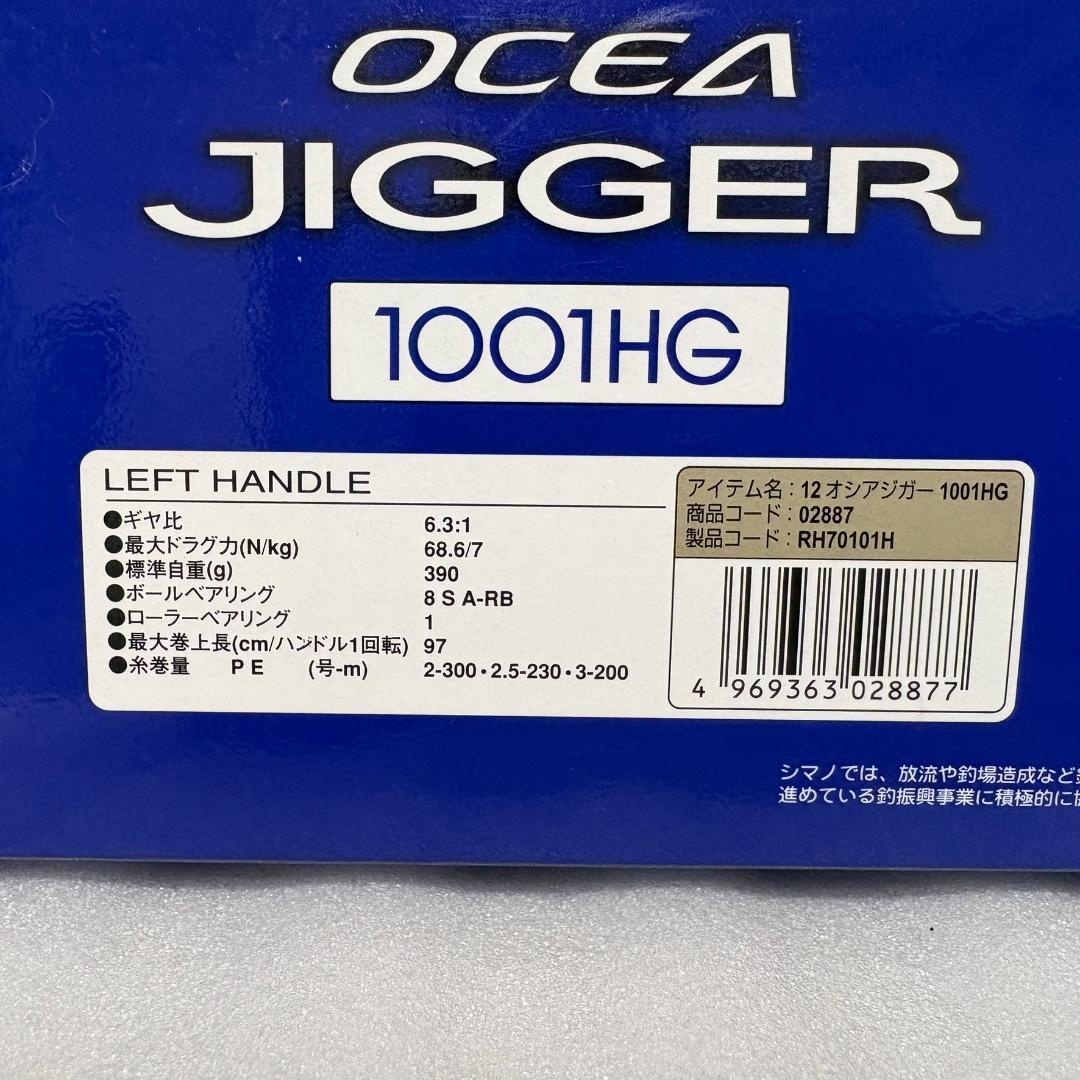 OCEA
JIGGER
1001HG
LEFT HANDLE
●ギヤ比 6.3:1
●最大ドラグ力(N/kg) 68.6/7
●標準自重(g) 390
●ボールベアリング 8 S A-RB
●ローラーベアリング 1
●最大巻上長(cm/ハンドル1回転) 97
●糸巻量 PE (号-m) 2-300・2.5-230・3-200
アイテム名：12 オシアジガー 1001HG
商品コード：02887
製品コード：RH70101H
4 969363 028877
シマノでは、放流や釣場造成など
進めている釣振興事業に積極的に